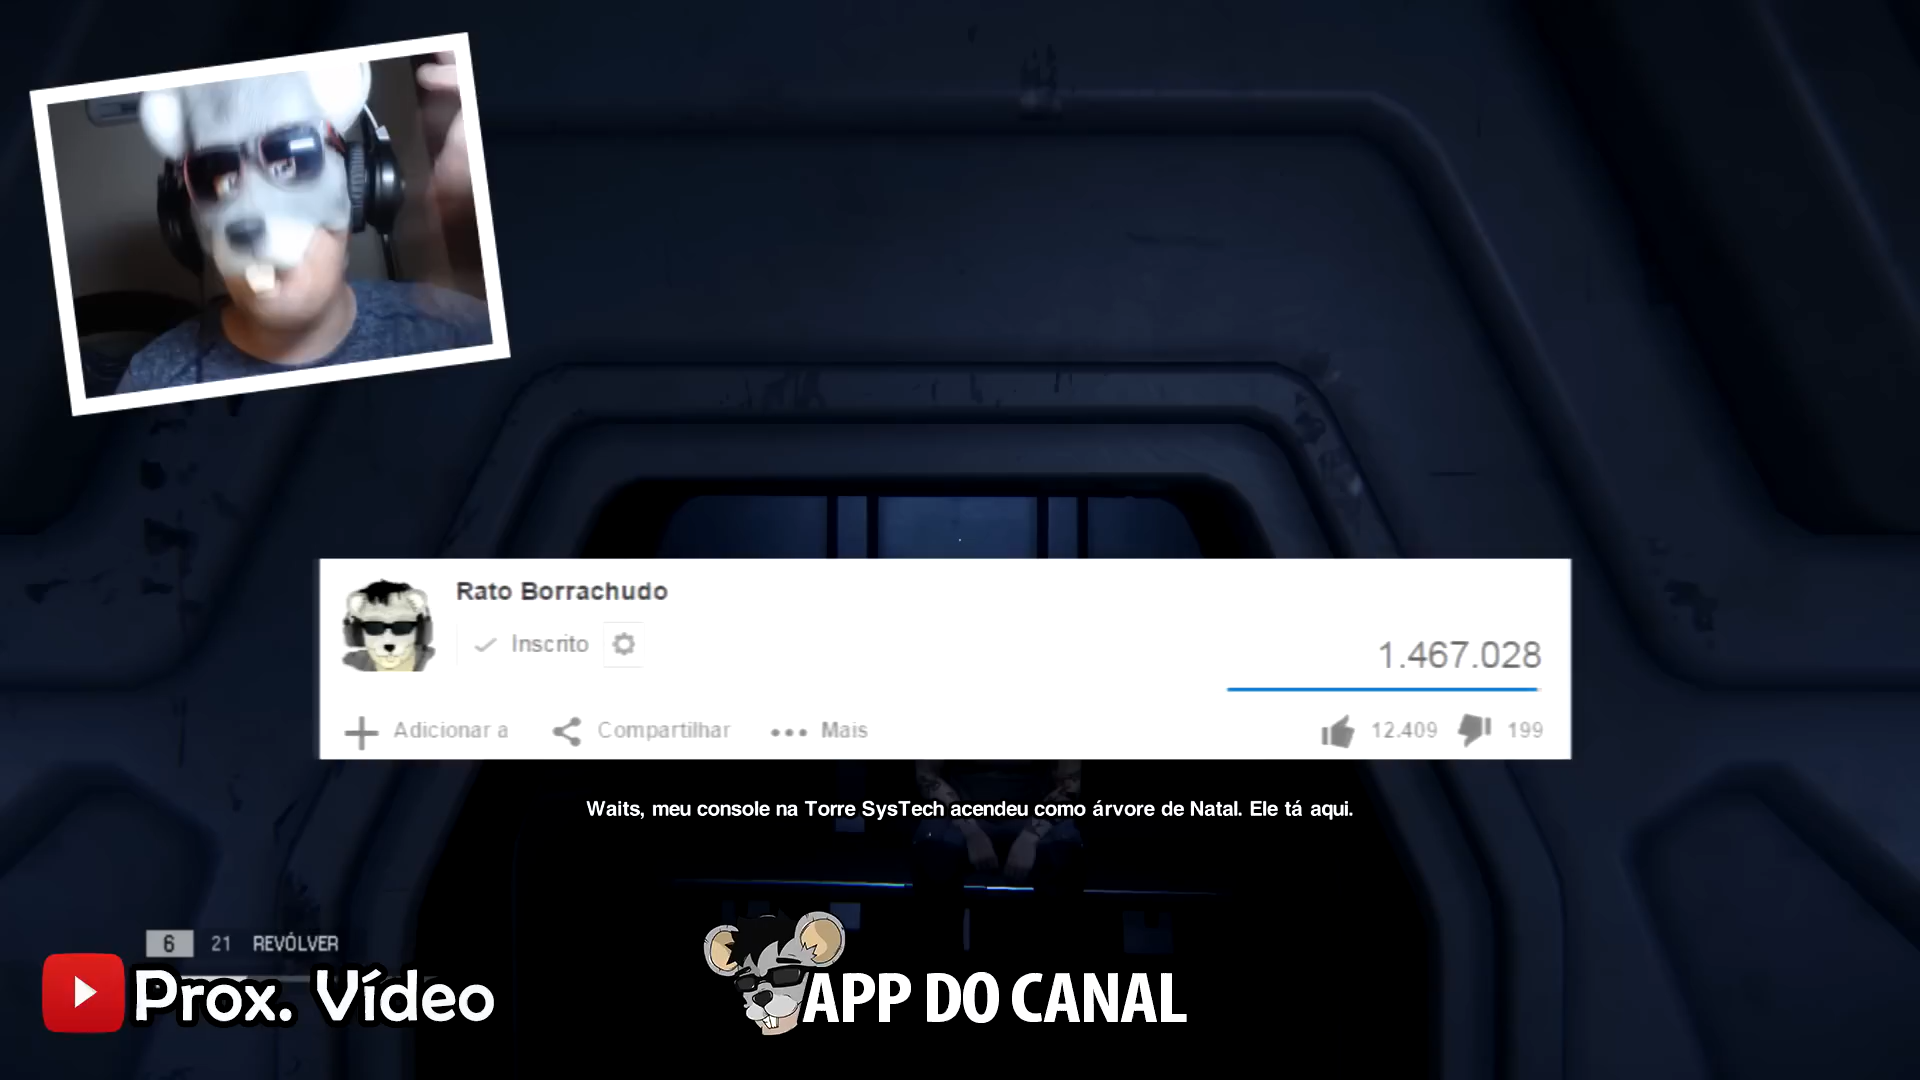 Rato Borrachudo
Inscrito
1.467.028
Adicionar a
Compartilhar
Mais
12.409
199
Waits, meu console na Torre SysTech acendeu como árvore de Natal. Ele tá aqui.
6 21 REVÓLVER
Prox. Vídeo
APP DO CANAL